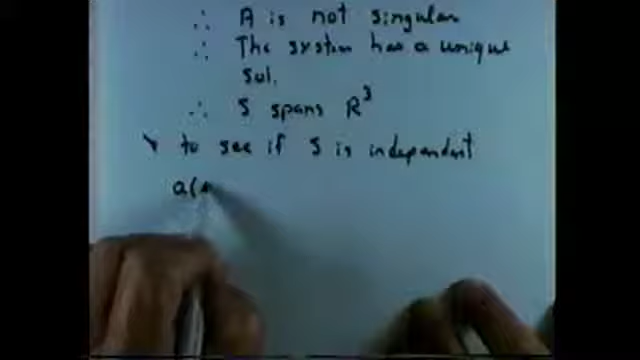 ∴ A is not singular
∴ The system has a unique
sol.
∴ S spans R³
to see if S is independent
a(